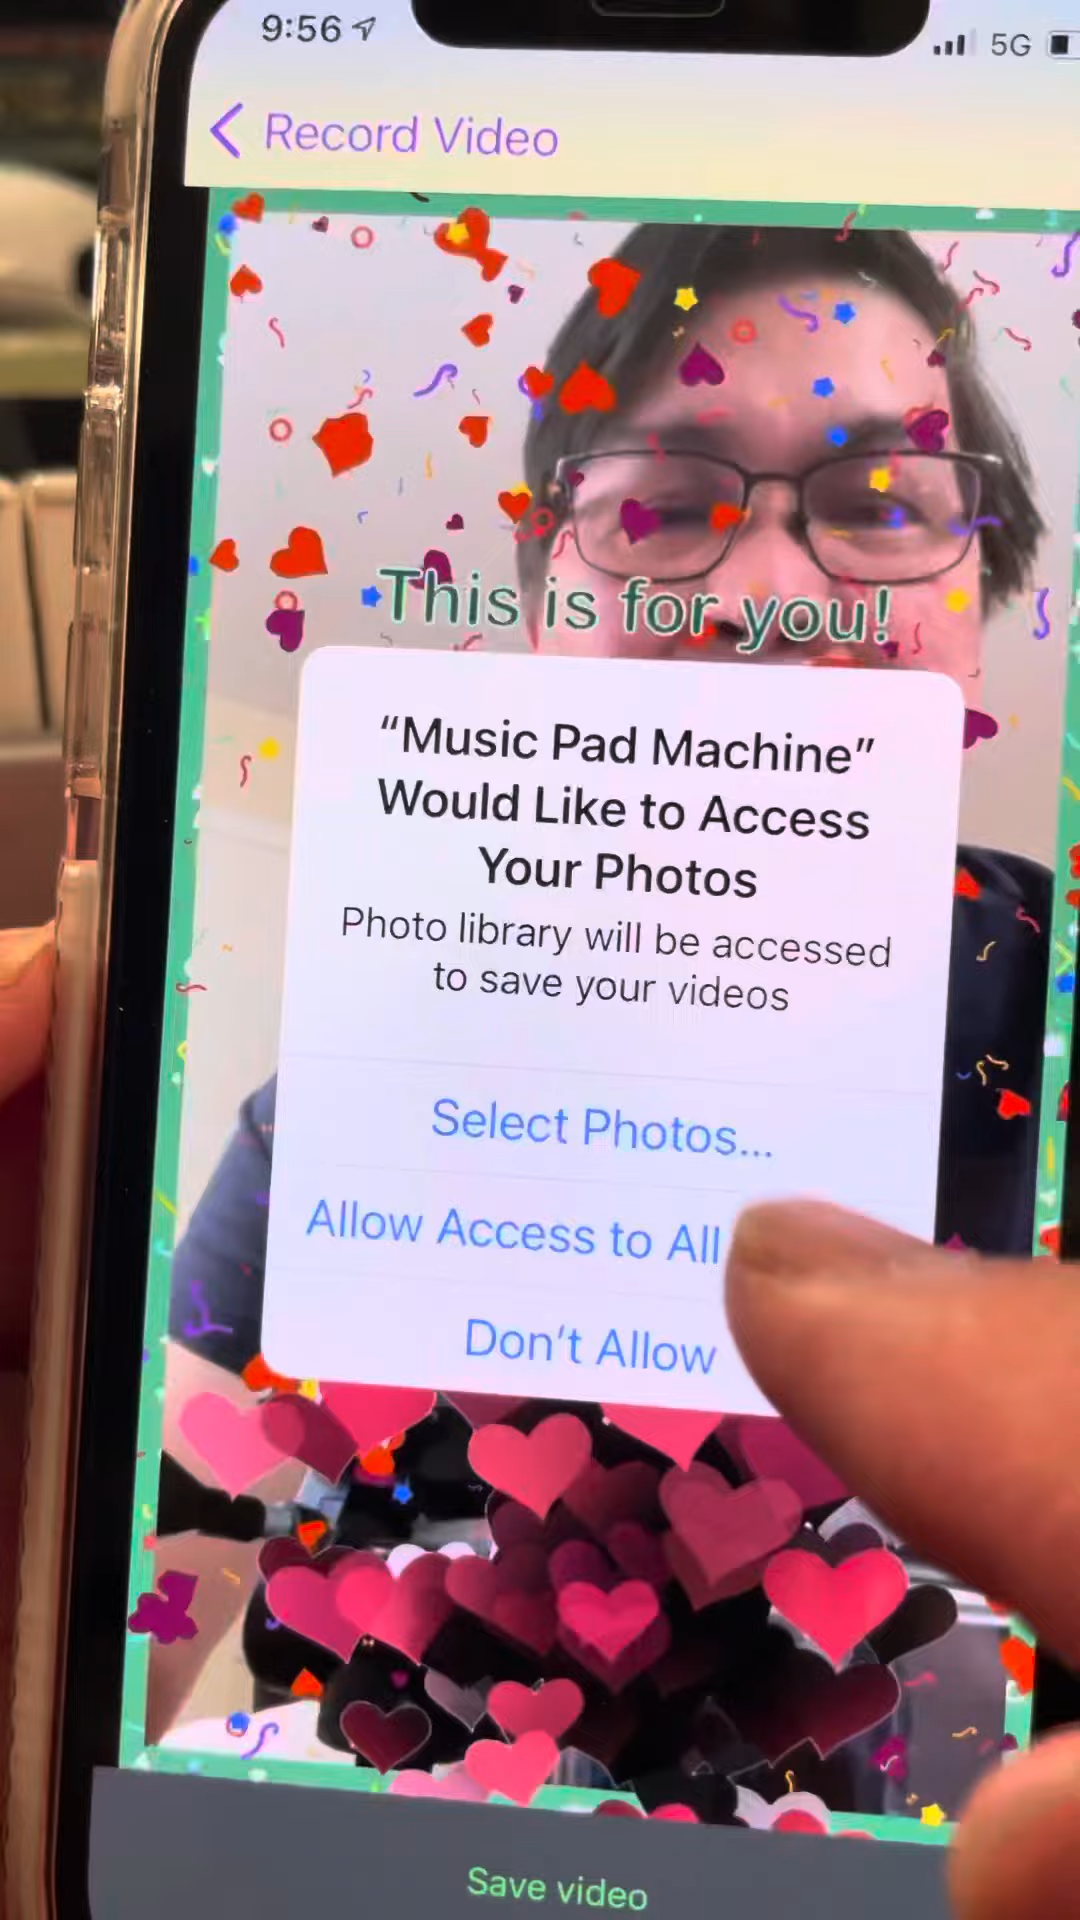 9:56
5G
Record Video
This is for you!
“Music Pad Machine”
Would Like to Access
Your Photos
Photo library will be accessed
to save your videos
Select Photos...
Allow Access to All
Don’t Allow
Save video